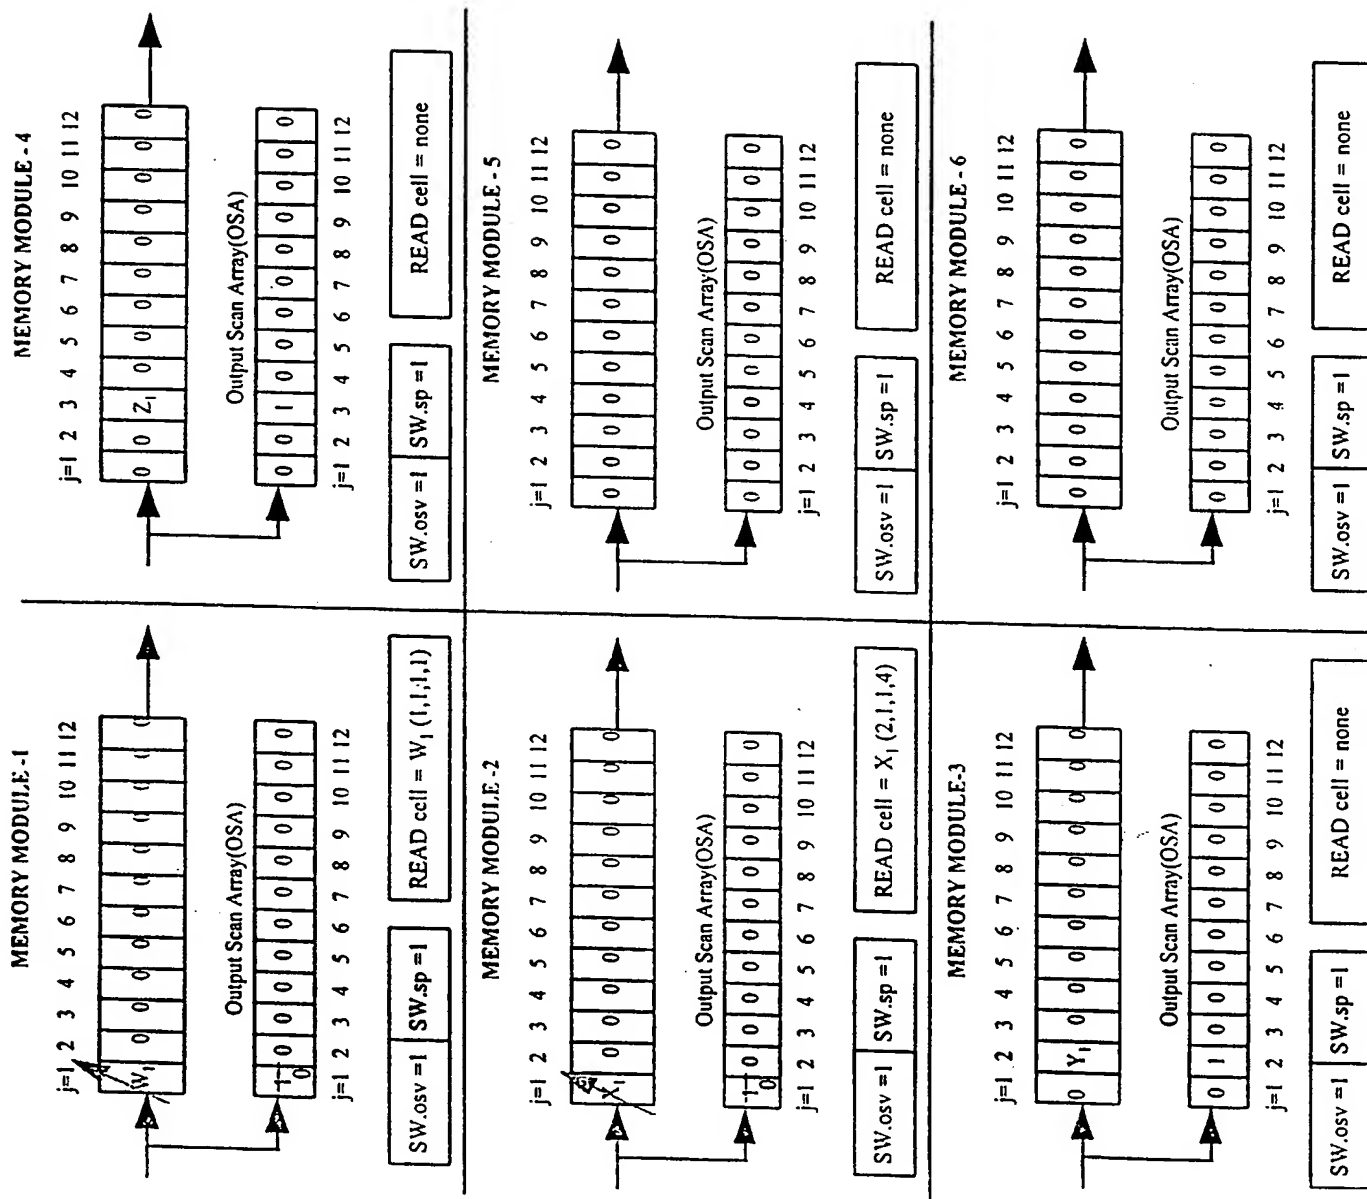 MEMORY MODULE -1
j=1 2 3 4 5 6 7 8 9 10 11 12
W₁ 0 0 0 0 0 0 0 0 0 0 0
Output Scan Array(OSA)
1 0 0 0 0 0 0 0 0 0 0 0
0
j=1 2 3 4 5 6 7 8 9 10 11 12
SW.osv =1 SW.sp =1 READ cell = W₁ (1,1,1,1)
MEMORY MODULE - 4
j=1 2 3 4 5 6 7 8 9 10 11 12
0 0 Z₁ 0 0 0 0 0 0 0 0 0
Output Scan Array(OSA)
0 0 1 0 0 0 0 0 0 0 0 0
j=1 2 3 4 5 6 7 8 9 10 11 12
SW.osv =1 SW.sp =1 READ cell = none
MEMORY MODULE -2
j=1 2 3 4 5 6 7 8 9 10 11 12
X₁ 0 0 0 0 0 0 0 0 0 0 0
Output Scan Array(OSA)
1 0 0 0 0 0 0 0 0 0 0 0
0
j=1 2 3 4 5 6 7 8 9 10 11 12
SW.osv =1 SW.sp =1 READ cell = X₁ (2,1,1,4)
MEMORY MODULE - 5
j=1 2 3 4 5 6 7 8 9 10 11 12
0 0 0 0 0 0 0 0 0 0 0 0
Output Scan Array(OSA)
0 0 0 0 0 0 0 0 0 0 0 0
j=1 2 3 4 5 6 7 8 9 10 11 12
SW.osv =1 SW.sp =1 READ cell = none
MEMORY MODULE-3
j=1 2 3 4 5 6 7 8 9 10 11 12
0 Y₁ 0 0 0 0 0 0 0 0 0 0
Output Scan Array(OSA)
0 1 0 0 0 0 0 0 0 0 0 0
j=1 2 3 4 5 6 7 8 9 10 11 12
SW.osv =1 SW.sp =1 READ cell = none
MEMORY MODULE - 6
j=1 2 3 4 5 6 7 8 9 10 11 12
0 0 0 0 0 0 0 0 0 0 0 0
Output Scan Array(OSA)
0 0 0 0 0 0 0 0 0 0 0 0
j=1 2 3 4 5 6 7 8 9 10 11 12
SW.osv =1 SW.sp =1 READ cell = none